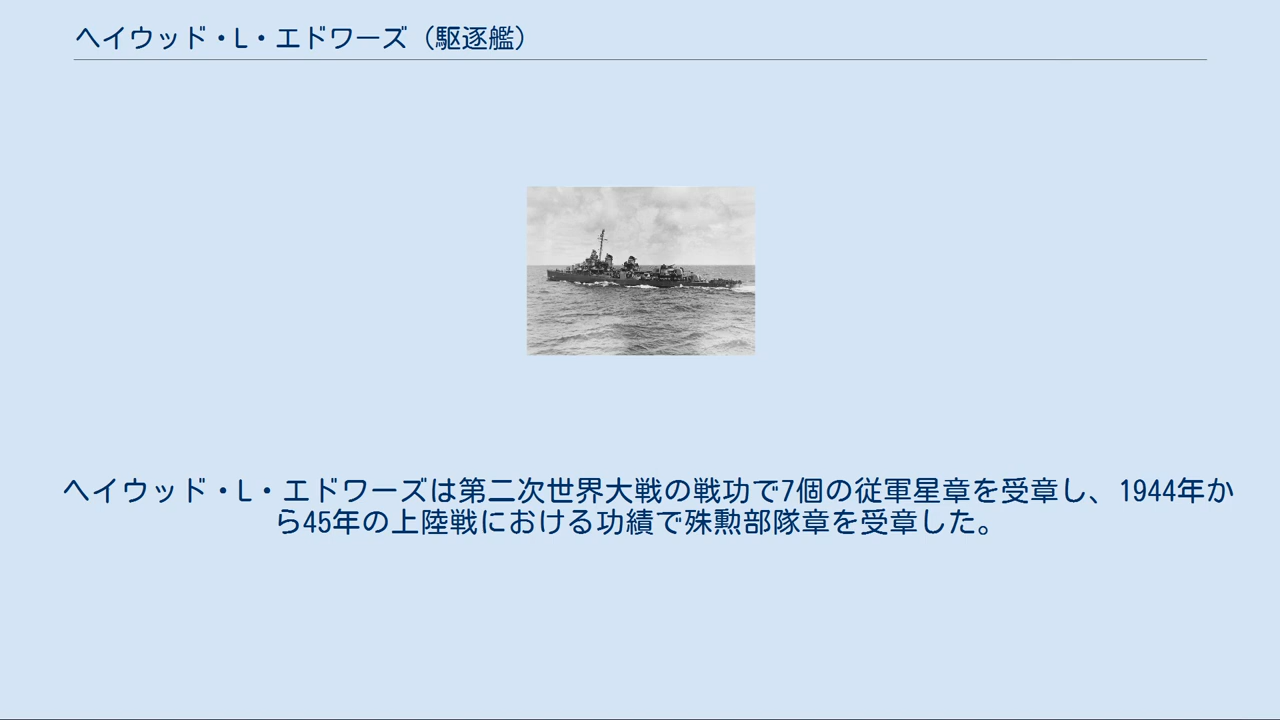 ヘイウッド・L・エドワーズ（駆逐艦）
ヘイウッド・L・エドワーズは第二次世界大戦の戦功で7個の従軍星章を受章し、1944年か
ら45年の上陸戦における功績で殊勲部隊章を受章した。